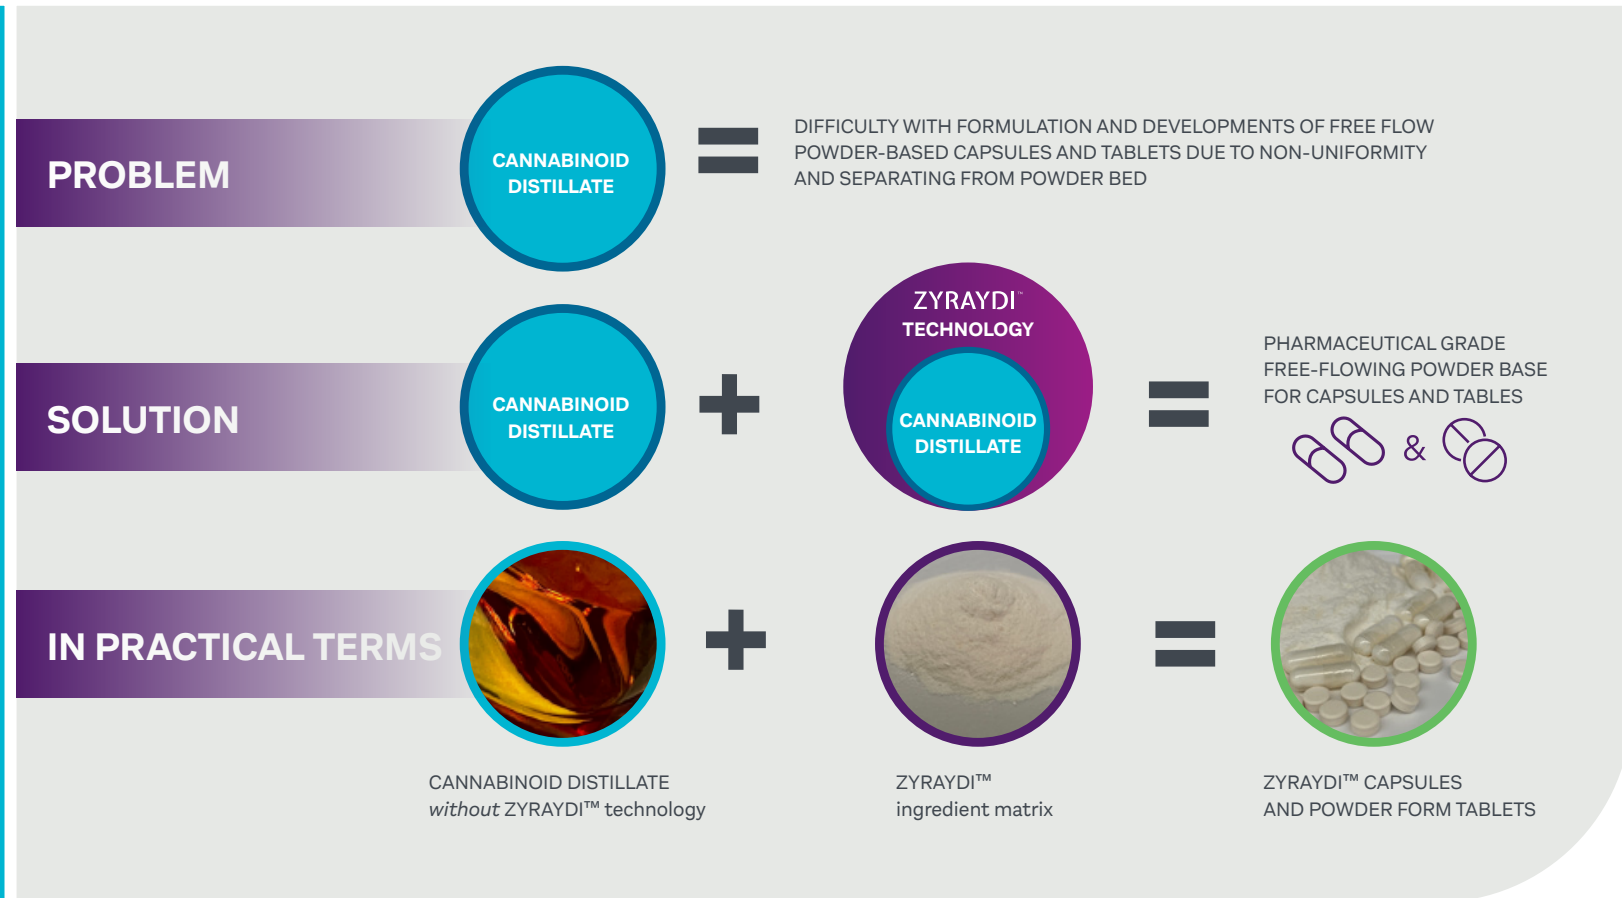 PROBLEM
CANNABINOID
DISTILLATE
DIFFICULTY WITH FORMULATION AND DEVELOPMENTS OF FREE FLOW
POWDER-BASED CAPSULES AND TABLETS DUE TO NON-UNIFORMITY
AND SEPARATING FROM POWDER BED
SOLUTION
CANNABINOID
DISTILLATE
ZYRAYDI™
TECHNOLOGY
CANNABINOID
DISTILLATE
PHARMACEUTICAL GRADE
FREE-FLOWING POWDER BASE
FOR CAPSULES AND TABLES
&
IN PRACTICAL TERMS
CANNABINOID DISTILLATE
without ZYRAYDI™ technology
ZYRAYDI™
ingredient matrix
ZYRAYDI™ CAPSULES
AND POWDER FORM TABLETS